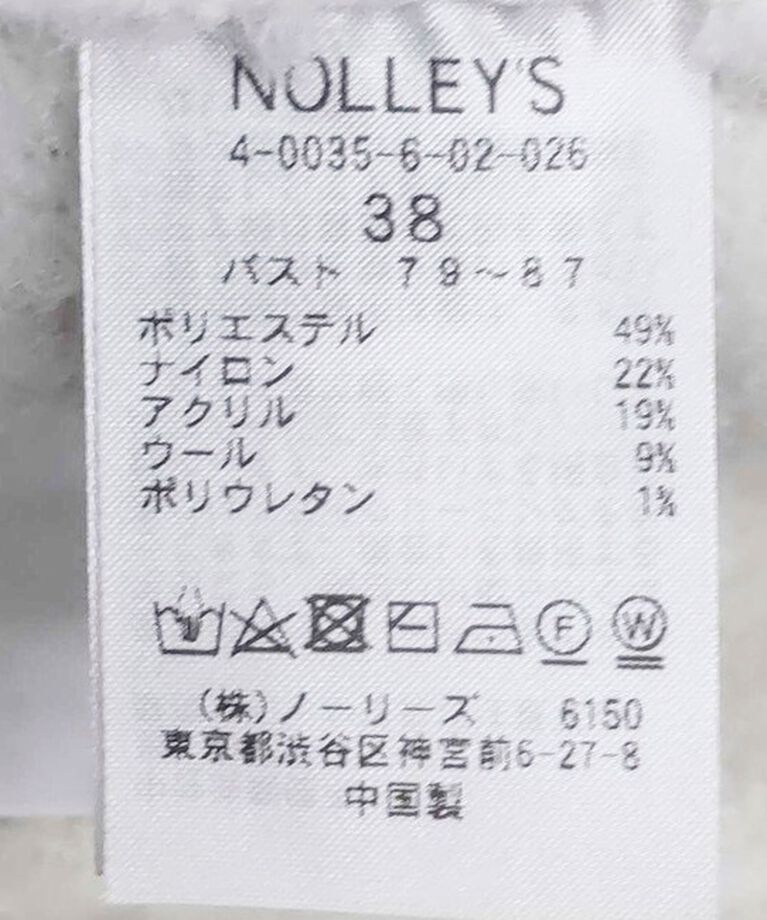 NOLLEY'S
4-0035-6-02-026
38
バスト 79~87
ポリエステル 49%
ナイロン 22%
アクリル 19%
ウール 9%
ポリウレタン 1%
F W
(株)ノーリーズ 6150
東京都渋谷区神宮前6-27-8
中国製